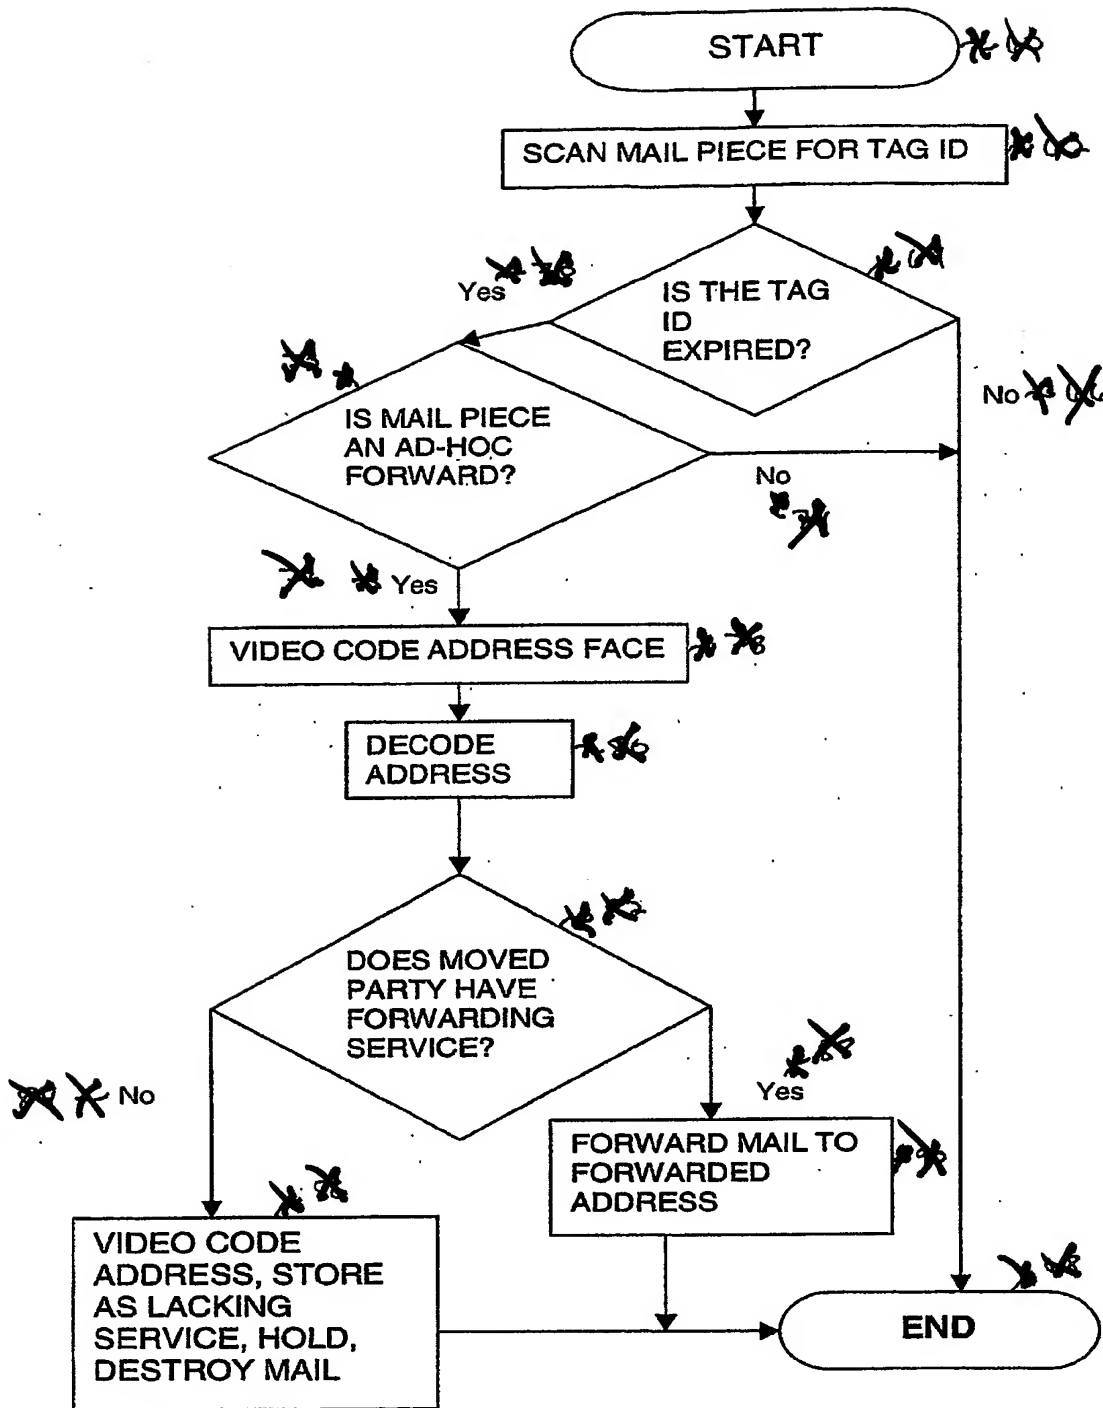 START
SCAN MAIL PIECE FOR TAG ID
IS THE TAG
ID
EXPIRED?
Yes
No
IS MAIL PIECE
AN AD-HOC
FORWARD?
No
Yes
VIDEO CODE ADDRESS FACE
DECODE
ADDRESS
DOES MOVED
PARTY HAVE
FORWARDING
SERVICE?
No
Yes
FORWARD MAIL TO
FORWARDED
ADDRESS
VIDEO CODE
ADDRESS, STORE
AS LACKING
SERVICE, HOLD,
DESTROY MAIL
END